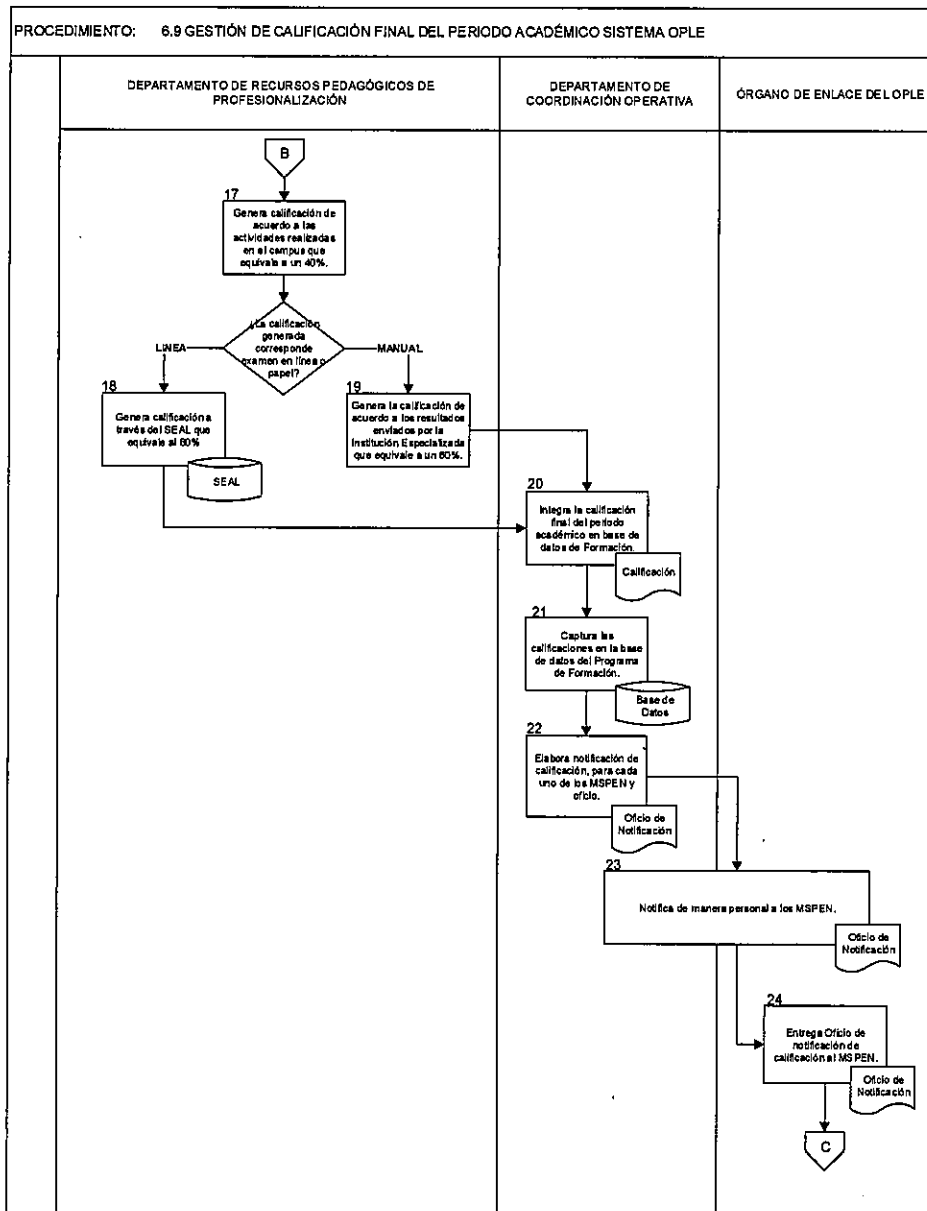 PROCEDIMIENTO: 6.9 GESTIÓN DE CALIFICACIÓN FINAL DEL PERIODO ACADÉMICO SISTEMA OPLE
DEPARTAMENTO DE RECURSOS PEDAGÓGICOS DE
PROFESIONALIZACIÓN
DEPARTAMENTO DE
COORDINACIÓN OPERATIVA
ÓRGANO DE ENLACE DEL OPLE
B
17
Genera calificación de
acuerdo a las
actividades realizadas
en el campus que
equivale a un 40%.
¿La calificación
generada
corresponde
examen en línea o
papel?
LINEA
MANUAL
18
Genera calificación a
través del SEAL que
equivale al 60%
SEAL
19
Genera la calificación de
acuerdo a los resultados
enviados por la
Institución Especializada
que equivale a un 60%.
20
Integra la calificación
final del periodo
académico en base de
datos de Formación.
Calificación
21
Captura las
calificaciones en la base
de datos del Programa
de Formación.
Base de
Datos
22
Elabora notificación de
calificación, para cada
uno de los MSPEN y
oficio.
Oficio de
Notificación
23
Notifica de manera personal a los MSPEN.
Oficio de
Notificación
24
Entrega Oficio de
notificación de
calificación al MSPEN.
Oficio de
Notificación
C